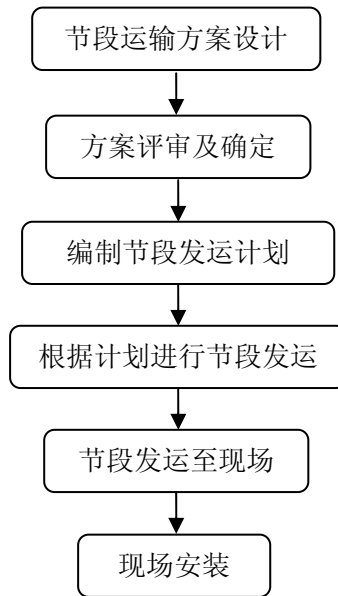 节段运输方案设计
方案评审及确定
编制节段发运计划
根据计划进行节段发运
节段发运至现场
现场安装